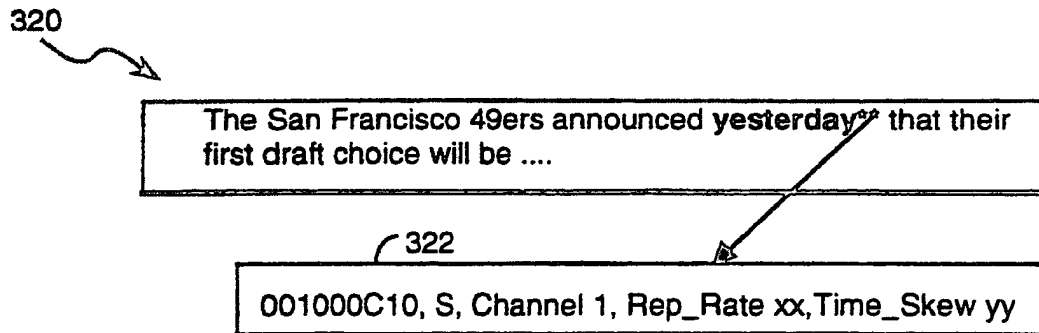 320
The San Francisco 49ers announced yesterday** that their
first draft choice will be ....
322
001000C10, S, Channel 1, Rep_Rate xx,Time_Skew yy